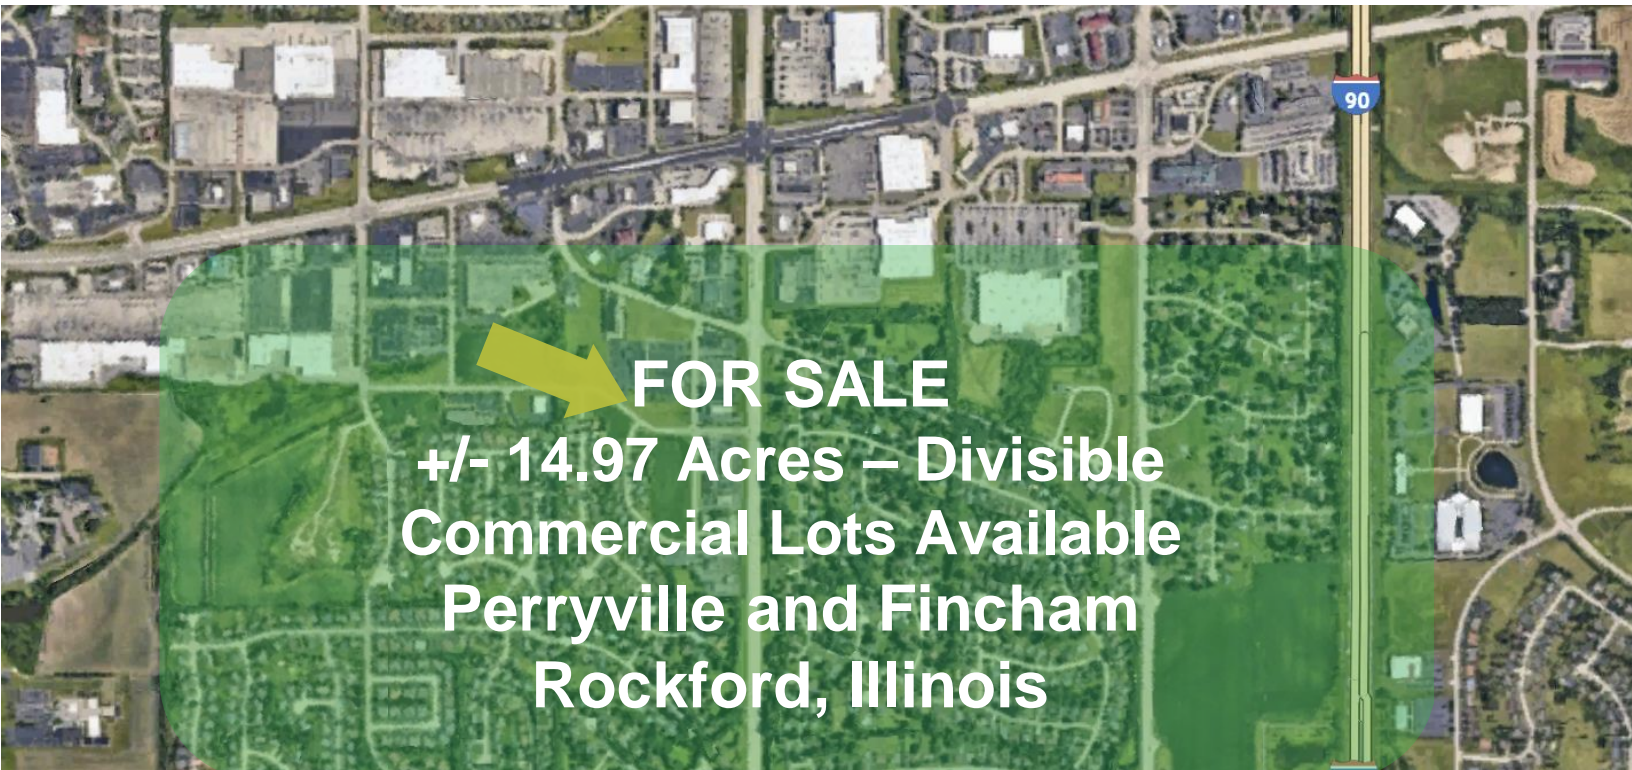 90
FOR SALE
+/- 14.97 Acres – Divisible
Commercial Lots Available
Perryville and Fincham
Rockford, Illinois